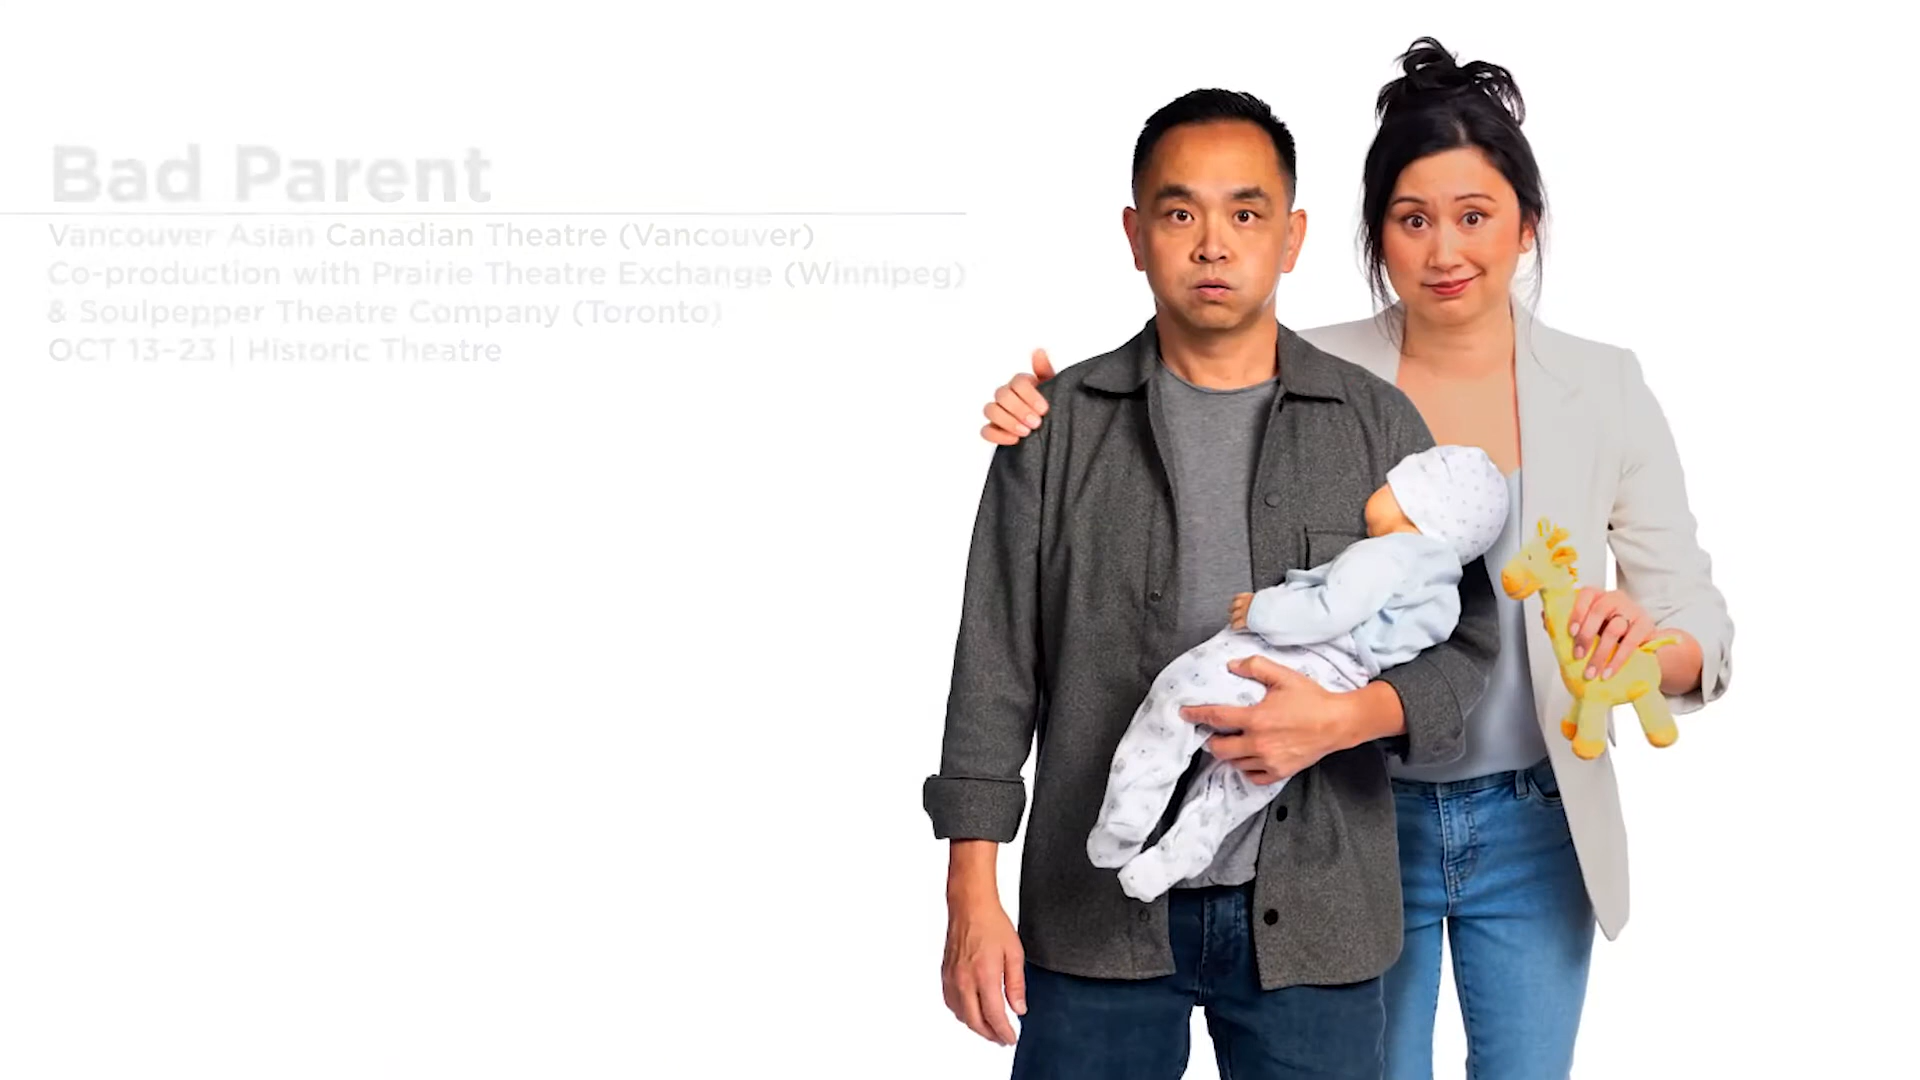 Bad Parent
Vancouver Asian Canadian Theatre (Vancouver)
Co-production with Prairie Theatre Exchange (Winnipeg)
& Soulpepper Theatre Company (Toronto)
OCT 13-23 | Historic Theatre